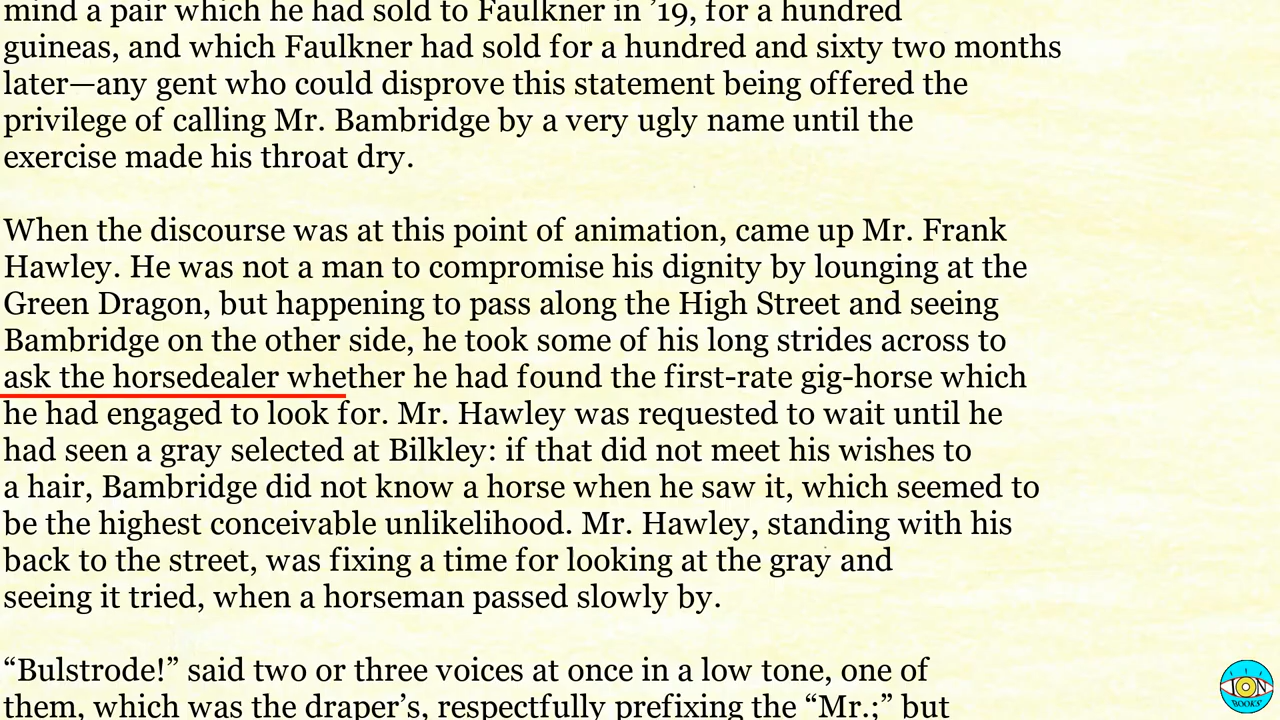 mind a pair which he had sold to Faulkner in ’19, for a hundred
guineas, and which Faulkner had sold for a hundred and sixty two months
later—any gent who could disprove this statement being offered the
privilege of calling Mr. Bambridge by a very ugly name until the
exercise made his throat dry.
When the discourse was at this point of animation, came up Mr. Frank
Hawley. He was not a man to compromise his dignity by lounging at the
Green Dragon, but happening to pass along the High Street and seeing
Bambridge on the other side, he took some of his long strides across to
ask the horsedealer whether he had found the first-rate gig-horse which
he had engaged to look for. Mr. Hawley was requested to wait until he
had seen a gray selected at Bilkley: if that did not meet his wishes to
a hair, Bambridge did not know a horse when he saw it, which seemed to
be the highest conceivable unlikelihood. Mr. Hawley, standing with his
back to the street, was fixing a time for looking at the gray and
seeing it tried, when a horseman passed slowly by.
“Bulstrode!” said two or three voices at once in a low tone, one of
them, which was the draper’s, respectfully prefixing the “Mr.;” but
ION
BOOKS